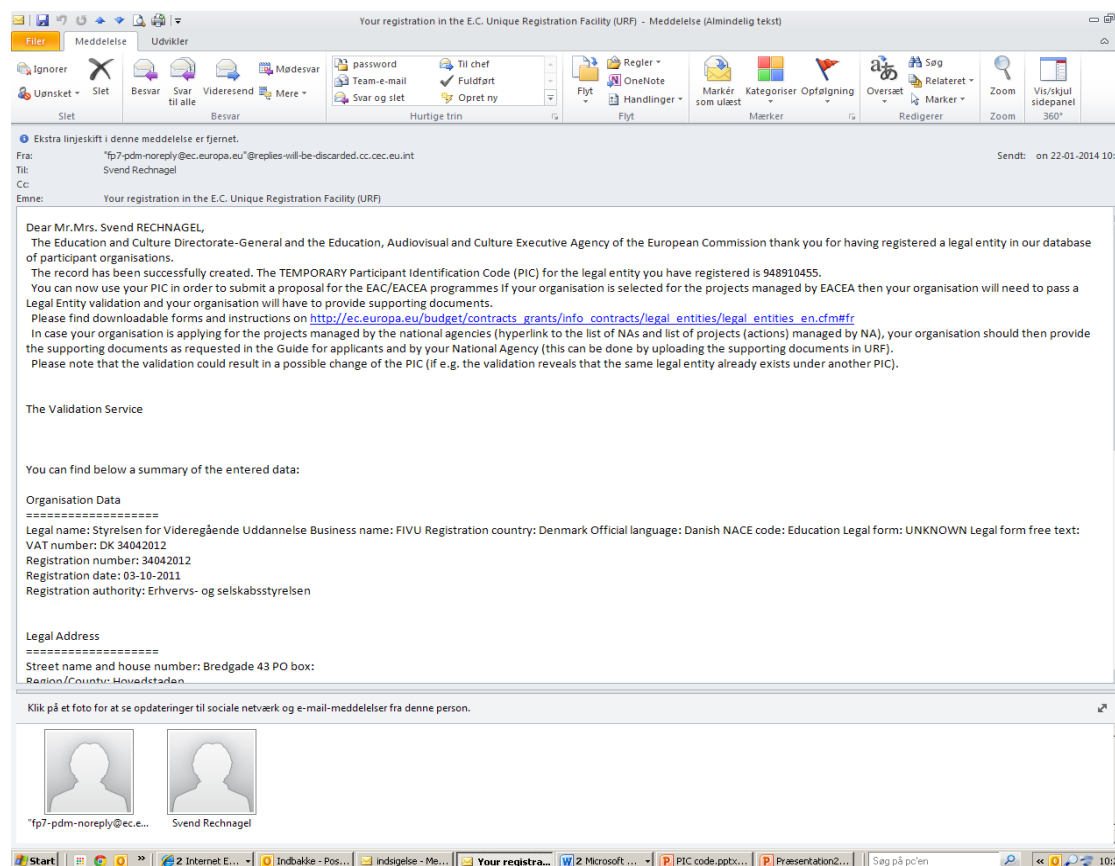 Your registration in the E.C. Unique Registration Facility (URF) - Meddelelse (Almindelig tekst)
Filer Meddelelse Udvikler
Ignorer
Uønsket
Slet
Slet
Besvar
Svar til alle
Videresend
Mødesvar
Mere
Besvar
password
Team-e-mail
Svar og slet
Til chef
Fuldført
Opret ny
Hurtige trin
Flyt
Regler
OneNote
Handlinger
Flyt
Markér som ulæst
Kategoriser
Opfølgning
Mærker
Oversæt
Søg
Relateret
Marker
Redigerer
Zoom
Zoom
Vis/skjul sidepanel
360°
Ekstra linjeskift i denne meddelelse er fjernet.
Fra: "fp7-pdm-noreply@ec.europa.eu"@replies-will-be-discarded.cc.cec.eu.int Sendt: on 22-01-2014 10:
Til: Svend Rechnagel
Cc:
Emne: Your registration in the E.C. Unique Registration Facility (URF)
Dear Mr.Mrs. Svend RECHNAGEL,
The Education and Culture Directorate-General and the Education, Audiovisual and Culture Executive Agency of the European Commission thank you for having registered a legal entity in our database
of participant organisations.
The record has been successfully created. The TEMPORARY Participant Identification Code (PIC) for the legal entity you have registered is 948910455.
You can now use your PIC in order to submit a proposal for the EAC/EACEA programmes If your organisation is selected for the projects managed by EACEA then your organisation will need to pass a
Legal Entity validation and your organisation will have to provide supporting documents.
Please find downloadable forms and instructions on http://ec.europa.eu/budget/contracts_grants/info_contracts/legal_entities/legal_entities_en.cfm#fr
In case your organisation is applying for the projects managed by the national agencies (hyperlink to the list of NAs and list of projects (actions) managed by NA), your organisation should then provide
the supporting documents as requested in the Guide for applicants and by your National Agency (this can be done by uploading the supporting documents in URF).
Please note that the validation could result in a possible change of the PIC (if e.g. the validation reveals that the same legal entity already exists under another PIC).
The Validation Service
You can find below a summary of the entered data:
Organisation Data
===================
Legal name: Styrelsen for Videregående Uddannelse Business name: FIVU Registration country: Denmark Official language: Danish NACE code: Education Legal form: UNKNOWN Legal form free text:
VAT number: DK 34042012
Registration number: 34042012
Registration date: 03-10-2011
Registration authority: Erhvervs- og selskabsstyrelsen
Legal Address
===================
Street name and house number: Bredgade 43 PO box:
Region/County: Hovedstaden
Klik på et foto for at se opdateringer til sociale netværk og e-mail-meddelelser fra denne person.
"fp7-pdm-noreply@ec.e... Svend Rechnagel
Start 2 Internet E... Indbakke - Pos... indsigelse - Me... Your registra... 2 Microsoft ... PIC code.pptx... Præsentation2... Søg på pc'en 10: